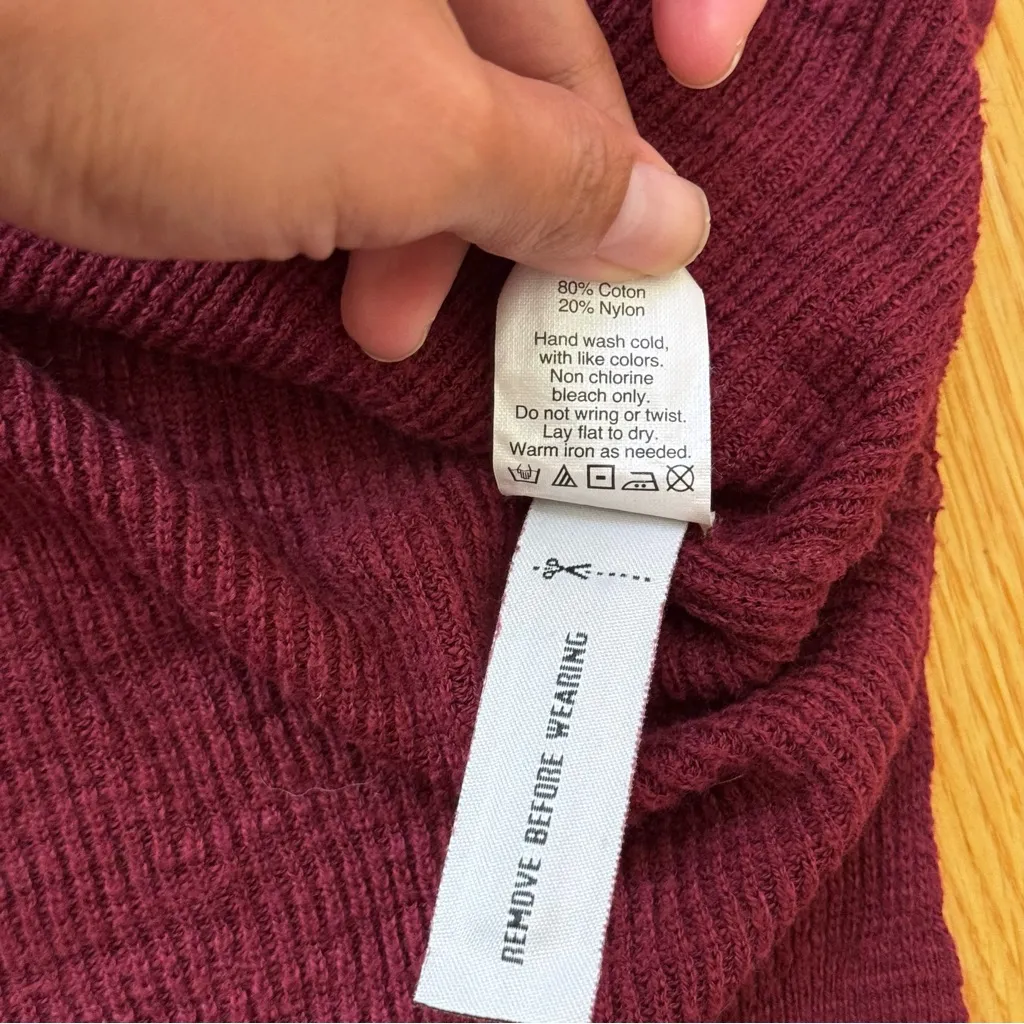 80% Coton
20% Nylon
Hand wash cold,
with like colors.
Non chlorine
bleach only.
Do not wring or twist.
Lay flat to dry.
Warm iron as needed.
REMOVE BEFORE WEARING